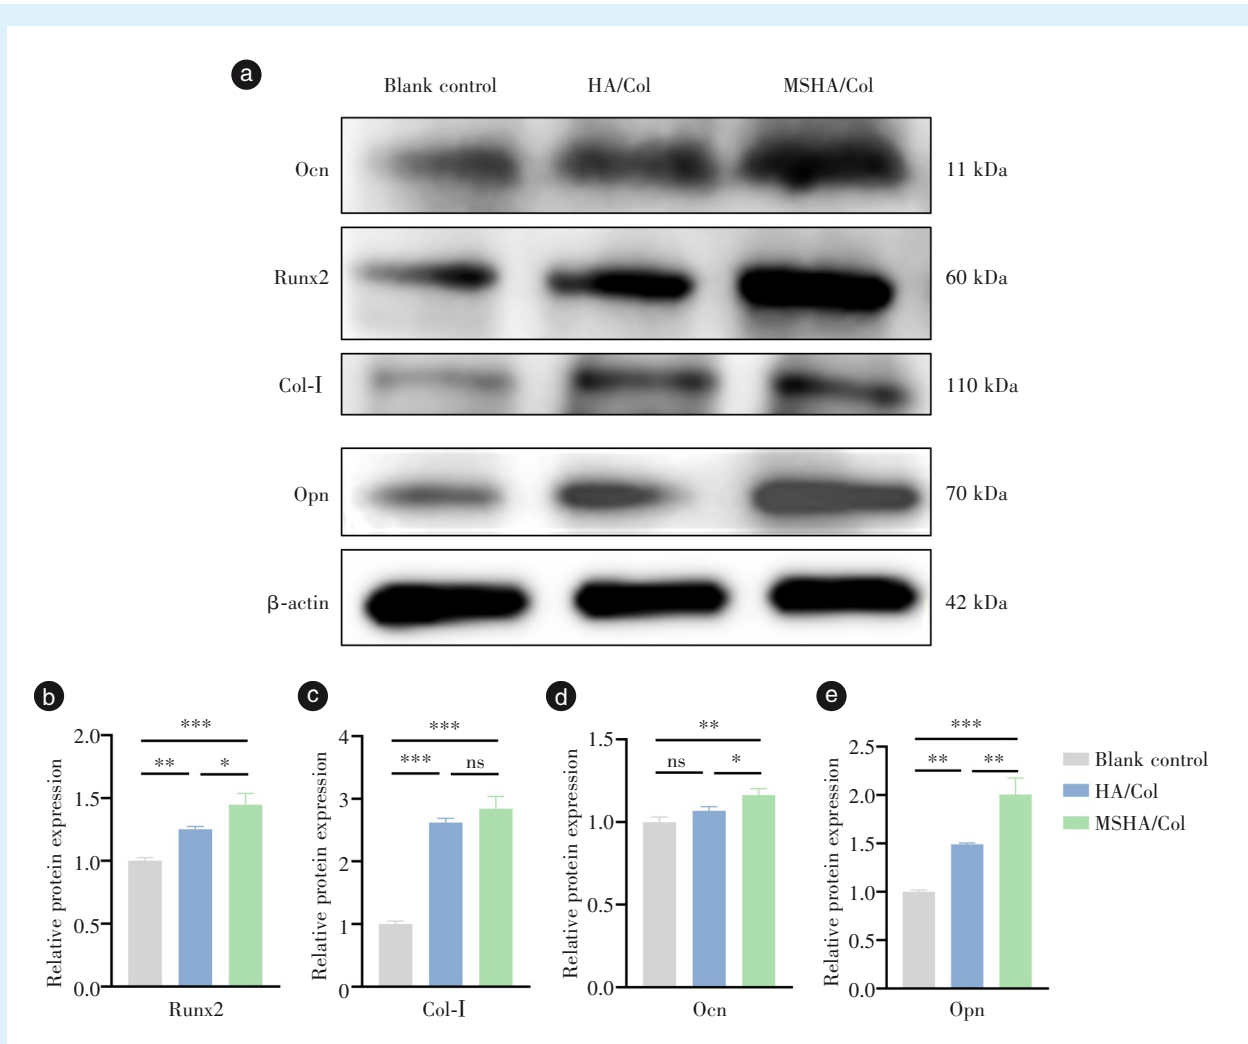 a
Blank control HA/Col MSHA/Col
Ocn 11 kDa
Runx2 60 kDa
Col-Ⅰ 110 kDa
Opn 70 kDa
β-actin 42 kDa
b
Relative protein expression
2.0
1.5
1.0
0.5
0.0
***
** *
Runx2
c
Relative protein expression
4
3
2
1
0
***
*** ns
Col-Ⅰ
d
Relative protein expression
1.5
1.0
0.5
0.0
**
ns *
Ocn
e
Relative protein expression
2.5
2.0
1.5
1.0
0.5
0.0
***
** **
Opn
Blank control
HA/Col
MSHA/Col